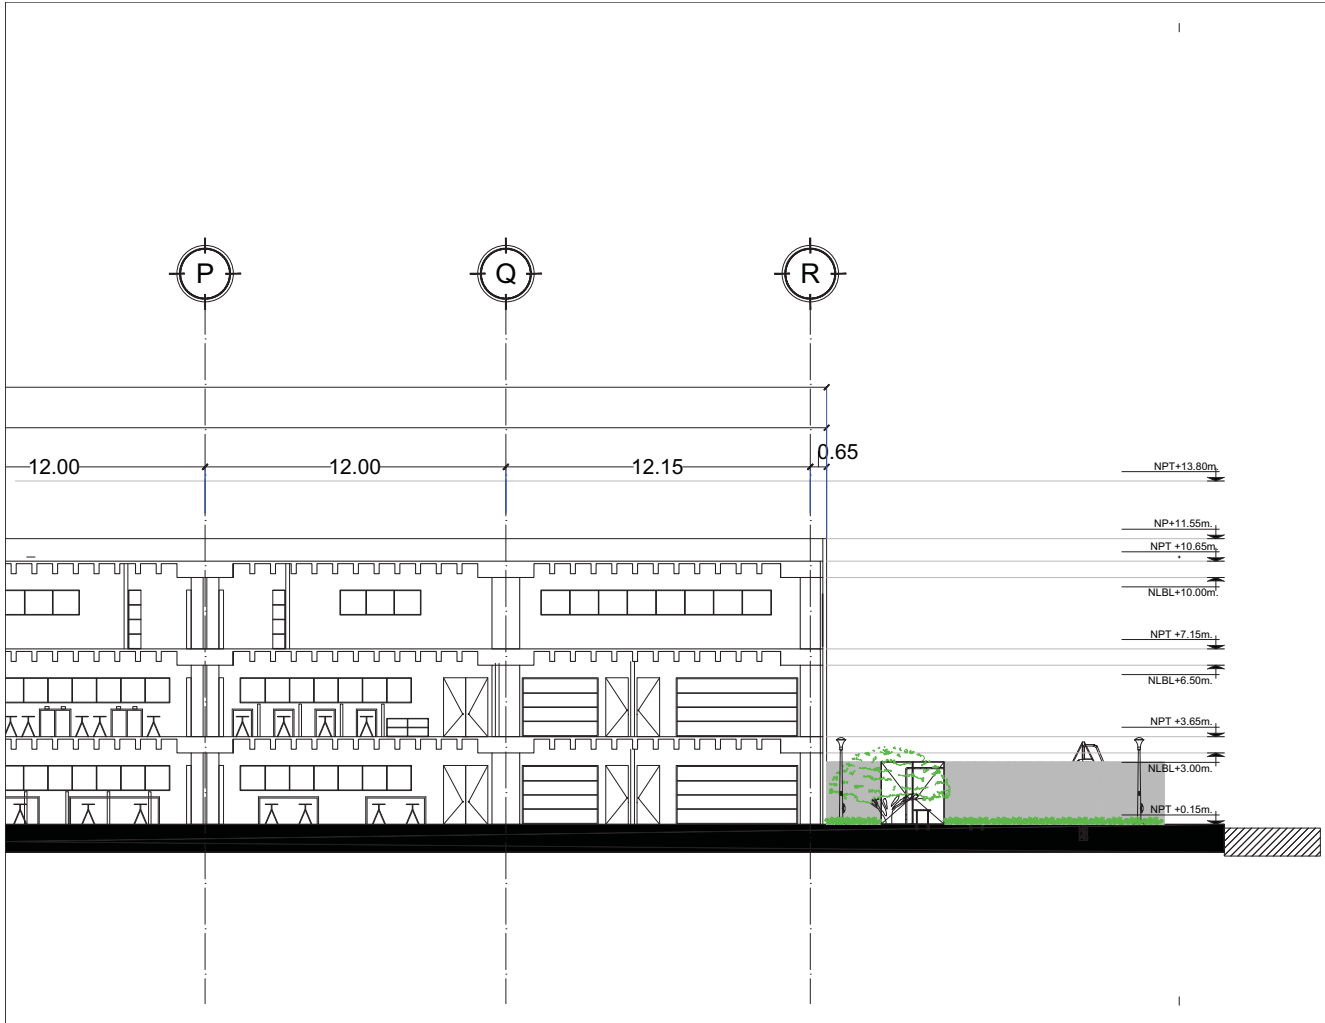 P
Q
R
12.00
12.00
12.15
0.65
NPT+13.80m.
NP+11.55m.
NPT +10.65m.
NLBL+10.00m.
NPT +7.15m.
NLBL+6.50m.
NPT +3.65m.
NLBL+3.00m.
NPT +0.15m.